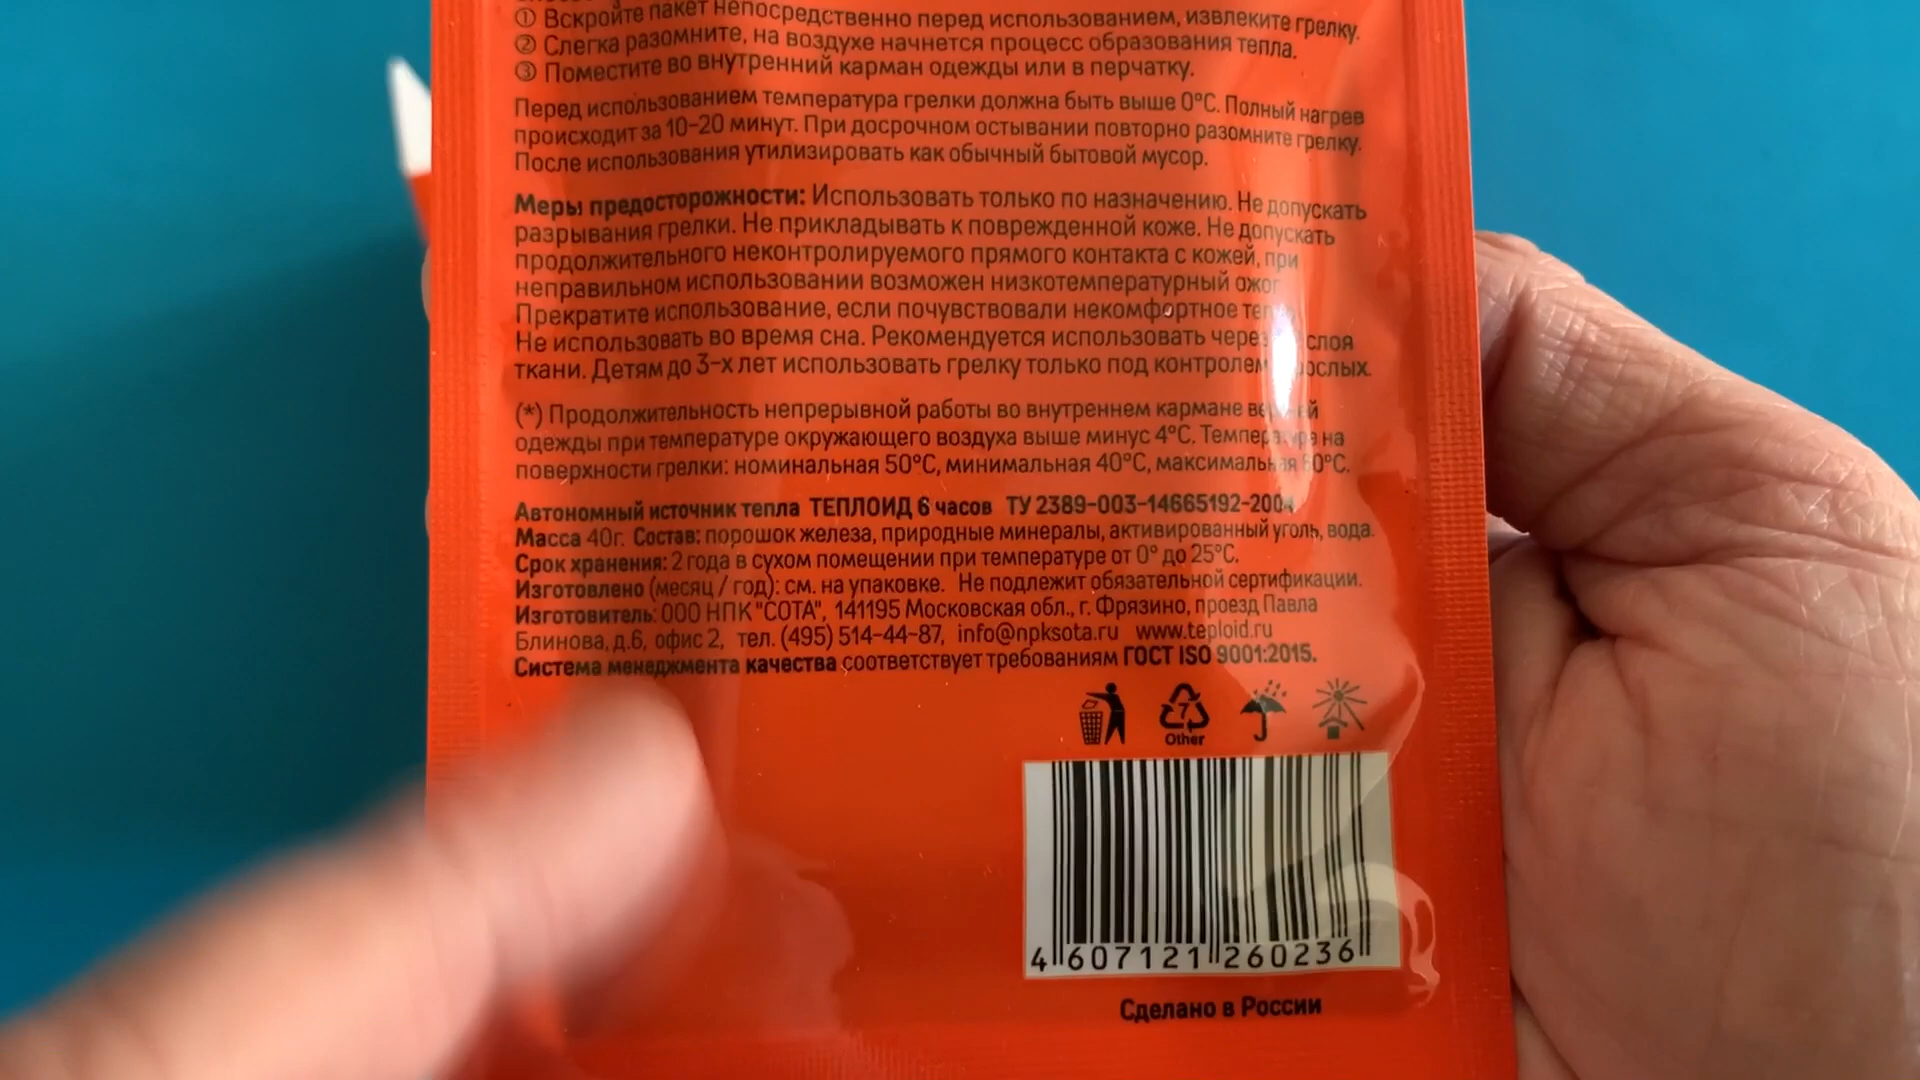 ① Вскройте пакет непосредственно перед использованием, извлеките грелку.
② Слегка разомните, на воздухе начнется процесс образования тепла.
③ Поместите во внутренний карман одежды или в перчатку.
Перед использованием температура грелки должна быть выше 0°С. Полный нагрев
происходит за 10-20 минут. При досрочном остывании повторно разомните грелку.
После использования утилизировать как обычный бытовой мусор.
Меры предосторожности: Использовать только по назначению. Не допускать
разрывания грелки. Не прикладывать к поврежденной коже. Не допускать
продолжительного неконтролируемого прямого контакта с кожей, при
неправильном использовании возможен низкотемпературный ожог
Прекратите использование, если почувствовали некомфортное
Не использовать во время сна. Рекомендуется использовать через слоя
ткани. Детям до 3-х лет использовать грелку только под контролем взрослых.
(*) Продолжительность непрерывной работы во внутреннем кармане верхней
одежды при температуре окружающего воздуха выше минус 4°С. Температура на
поверхности грелки: номинальная 50°С, минимальная 40°С, максимальная 60°С.
Автономный источник тепла ТЕПЛОИД 6 часов ТУ 2389-003-14665192-2004
Масса 40г. Состав: порошок железа, природные минералы, активированный уголь, вода.
Срок хранения: 2 года в сухом помещении при температуре от 0° до 25°С.
Изготовлено (месяц / год): см. на упаковке. Не подлежит обязательной сертификации.
Изготовитель: ООО НПК "СОТА", 141195 Московская обл., г. Фрязино, проезд Павла
Блинова, д.6, офис 2, тел. (495) 514-44-87, info@npksota.ru www.teploid.ru
Система менеджмента качества соответствует требованиям ГОСТ ISO 9001:2015.
7
Other
4 607121 260236
Сделано в России